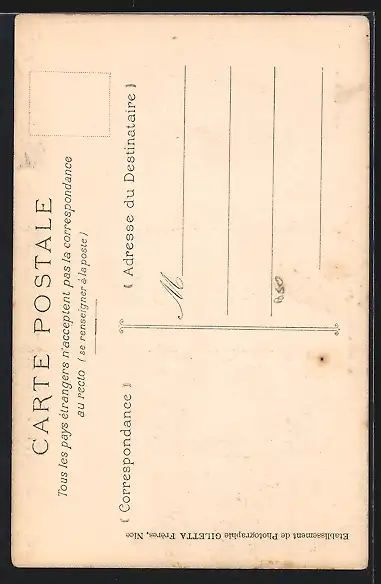 CARTE POSTALE
Tous les pays étrangers n'acceptent pas la correspondance
au recto ( se renseigner à la poste )
( Correspondance )
( Adresse du Destinataire )
M
Etablissement de Photographie GILETTA Frères, Nice